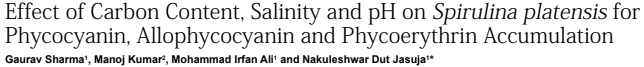 Effect of Carbon Content, Salinity and pH on Spirulina platensis for
Phycocyanin, Allophycocyanin and Phycoerythrin Accumulation
Gaurav Sharma¹, Manoj Kumar², Mohammad Irfan Ali¹ and Nakuleshwar Dut Jasuja¹*